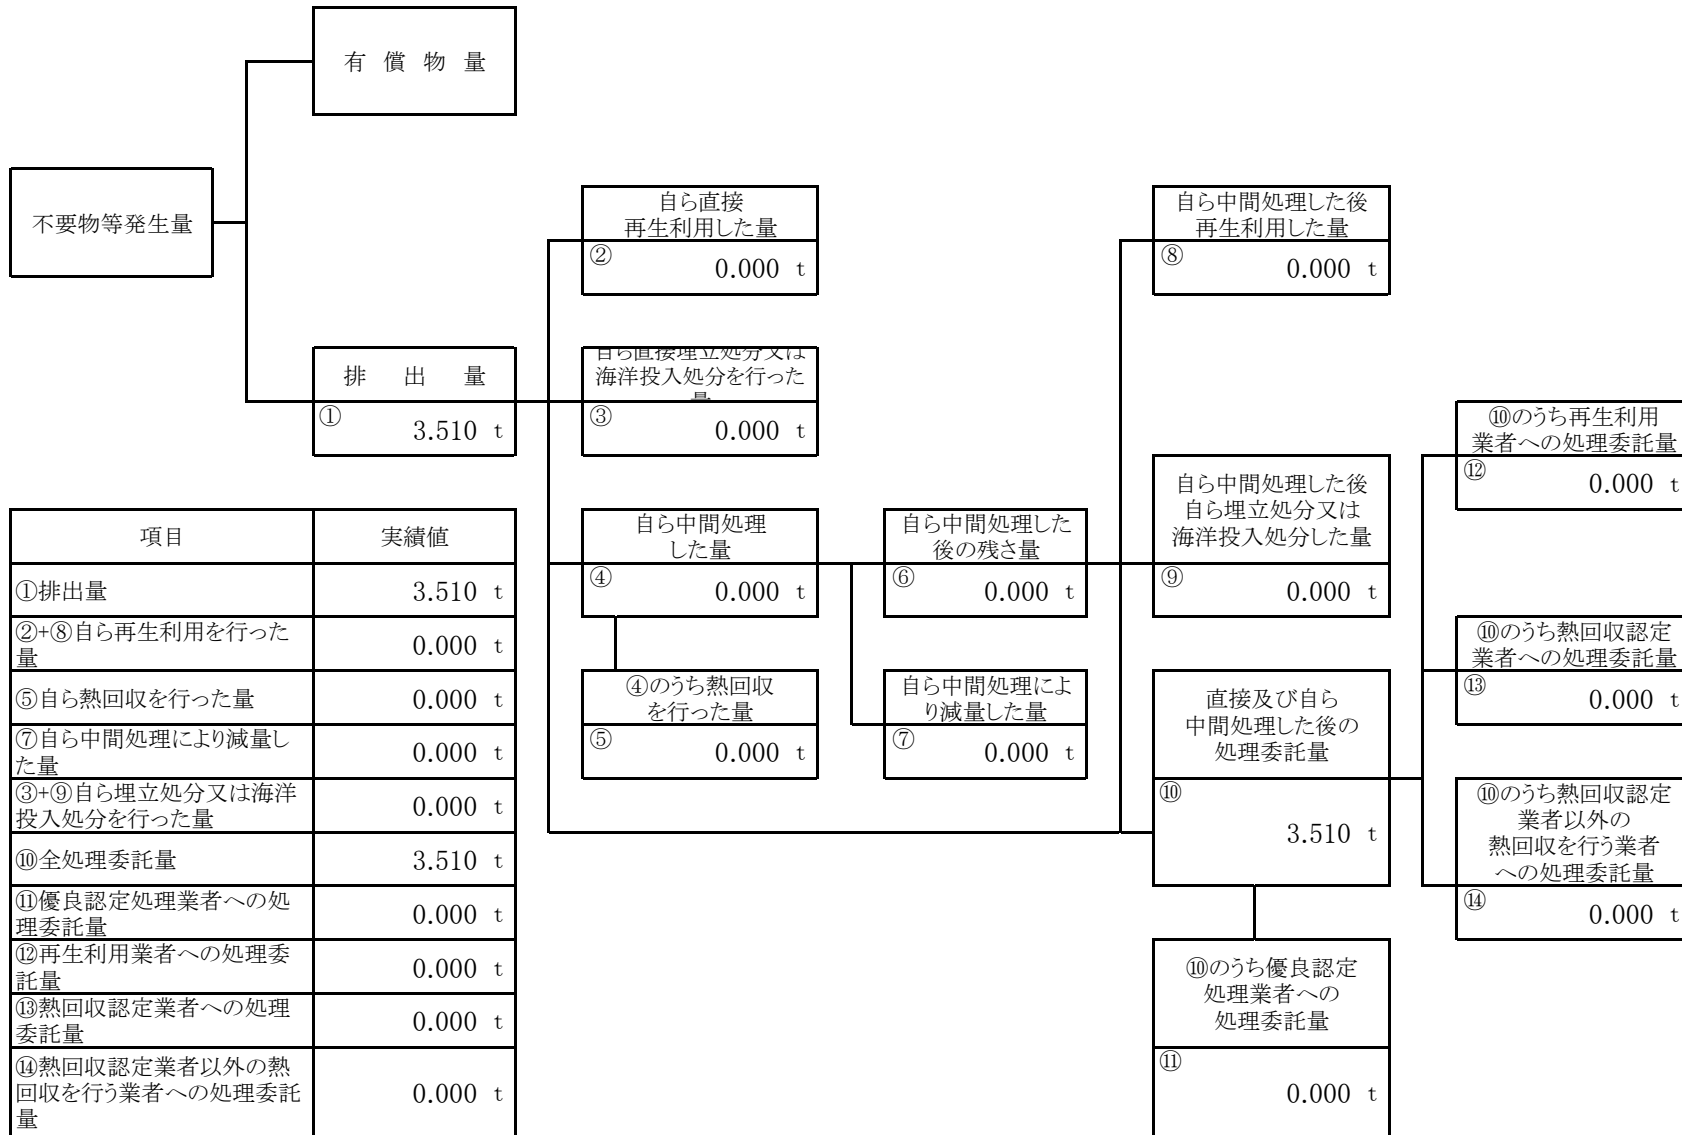 有 償 物 量
不要物等発生量
自ら直接
再生利用した量
② 0.000 t
自ら中間処理した後
再生利用した量
⑧ 0.000 t
排 出 量
① 3.510 t
自ら直接埋立処分又は
海洋投入処分を行った
量
③ 0.000 t
⑩のうち再生利用
業者への処理委託量
⑫ 0.000 t
自ら中間処理
した量
④ 0.000 t
自ら中間処理した
後の残さ量
⑥ 0.000 t
自ら中間処理した後
自ら埋立処分又は
海洋投入処分した量
⑨ 0.000 t
⑩のうち熱回収認定
業者への処理委託量
⑬ 0.000 t
④のうち熱回収
を行った量
⑤ 0.000 t
自ら中間処理によ
り減量した量
⑦ 0.000 t
直接及び自ら
中間処理した後の
処理委託量
⑩
3.510 t
⑩のうち熱回収認定
業者以外の
熱回収を行う業者
への処理委託量
⑭ 0.000 t
⑩のうち優良認定
処理業者への
処理委託量
⑪
0.000 t
項目 実績値
①排出量 3.510 t
②+⑧自ら再生利用を行った
量 0.000 t
⑤自ら熱回収を行った量 0.000 t
⑦自ら中間処理により減量し
た量 0.000 t
③+⑨自ら埋立処分又は海洋
投入処分を行った量 0.000 t
⑩全処理委託量 3.510 t
⑪優良認定処理業者への処
理委託量 0.000 t
⑫再生利用業者への処理委
託量 0.000 t
⑬熱回収認定業者への処理
委託量 0.000 t
⑭熱回収認定業者以外の熱
回収を行う業者への処理委託
量 0.000 t